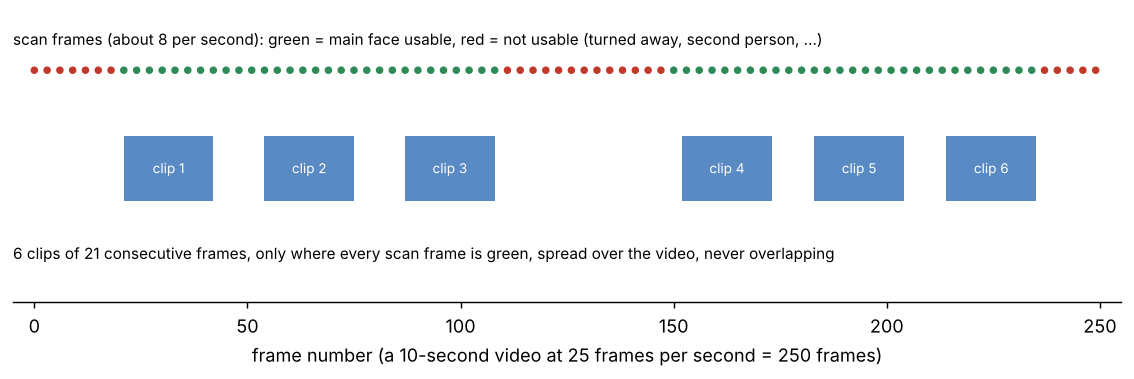 scan frames (about 8 per second): green = main face usable, red = not usable (turned away, second person, ...)
clip 1 clip 2 clip 3 clip 4 clip 5 clip 6
6 clips of 21 consecutive frames, only where every scan frame is green, spread over the video, never overlapping
0 50 100 150 200 250
frame number (a 10-second video at 25 frames per second = 250 frames)